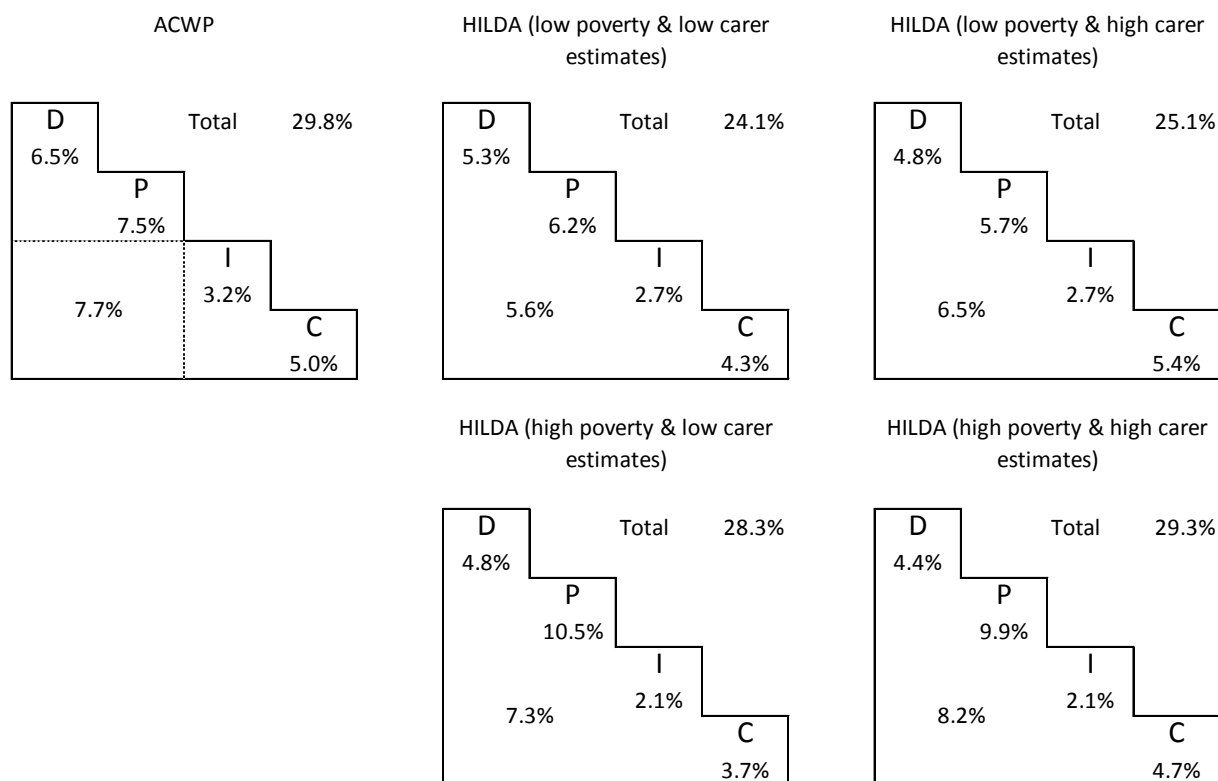 ACWP
D
Total 29.8%
6.5%
P
7.5%
I
3.2%
7.7%
C
5.0%
HILDA (low poverty & low carer
estimates)
D
Total 24.1%
5.3%
P
6.2%
I
2.7%
5.6%
C
4.3%
HILDA (low poverty & high carer
estimates)
D
Total 25.1%
4.8%
P
5.7%
I
2.7%
6.5%
C
5.4%
HILDA (high poverty & low carer
estimates)
D
Total 28.3%
4.8%
P
10.5%
I
2.1%
7.3%
C
3.7%
HILDA (high poverty & high carer
estimates)
D
Total 29.3%
4.4%
P
9.9%
I
2.1%
8.2%
C
4.7%